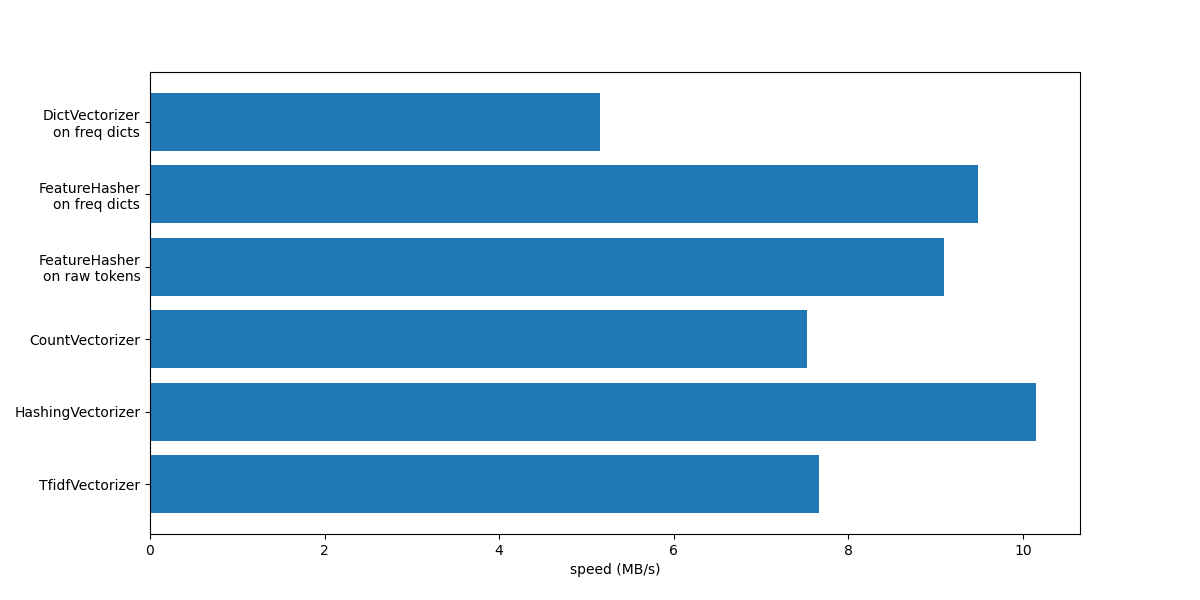 DictVectorizer
on freq dicts
FeatureHasher
on freq dicts
FeatureHasher
on raw tokens
CountVectorizer
HashingVectorizer
TfidfVectorizer
0 2 4 6 8 10
speed (MB/s)